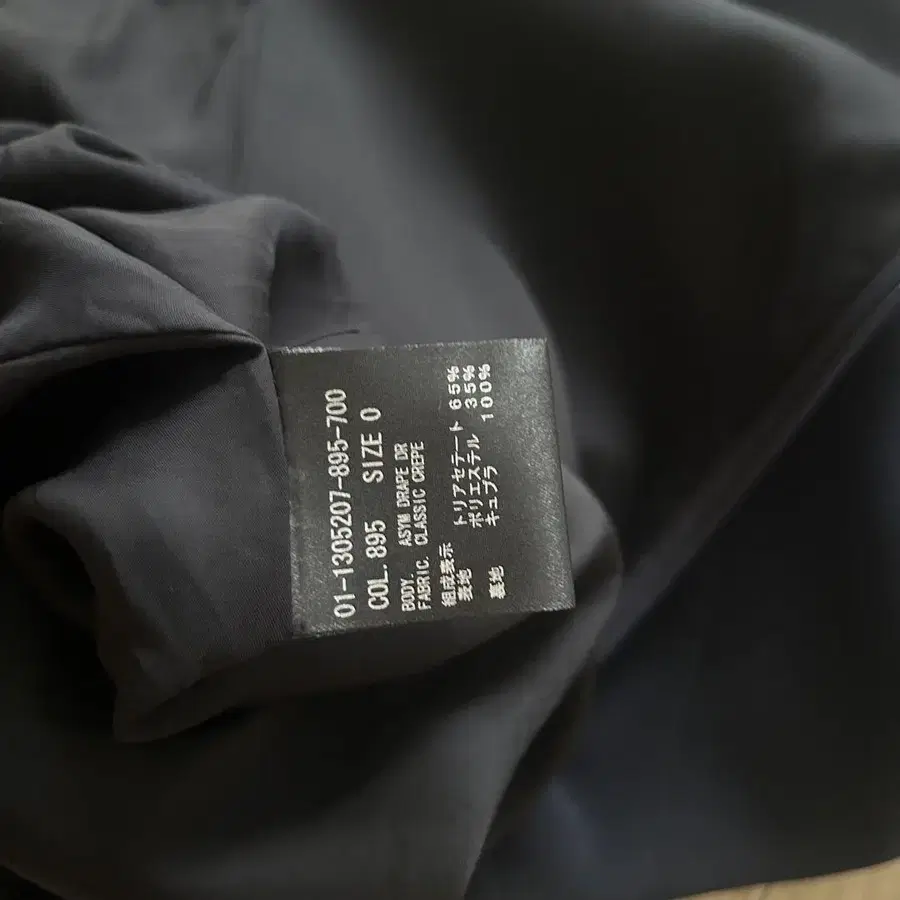 01-1305207-895-700
COL. 895 SIZE 0
BODY. ASYM DRAPE DR
FABRIC. CLASSIC CREPE
組成表示
表地 トリアセテート 65%
ポリエステル 35%
裏地 キュプラ 100%